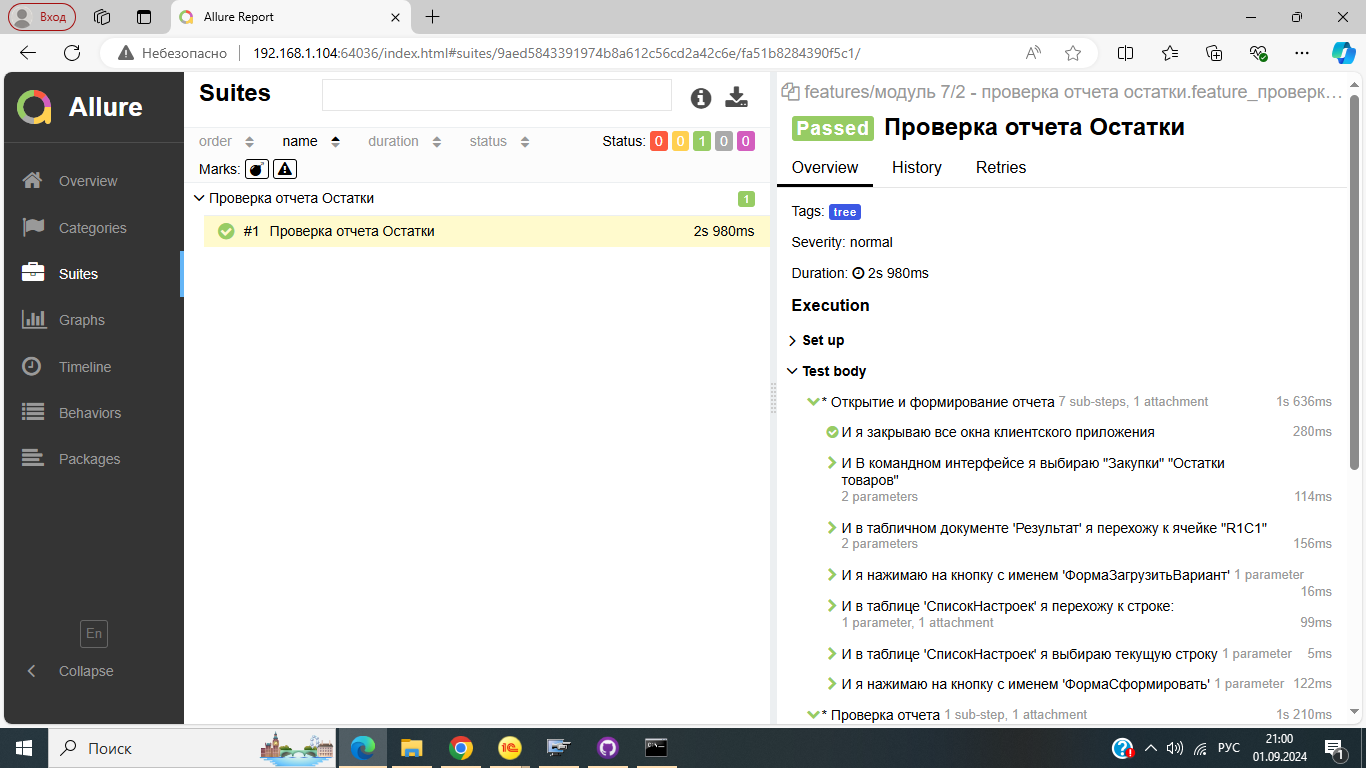 Вход
Allure Report
Небезопасно
192.168.1.104:64036/index.html#suites/9aed5843391974b8a612c56cd2a42c6e/fa51b8284390f5c1/
Allure
Overview
Categories
Suites
Graphs
Timeline
Behaviors
Packages
En
Collapse
Suites
order name duration status Status: 0 0 1 0 0
Marks:
Проверка отчета Остатки 1
#1 Проверка отчета Остатки 2s 980ms
features/модуль 7/2 - проверка отчета остатки.feature_проверк...
Passed Проверка отчета Остатки
Overview History Retries
Tags: tree
Severity: normal
Duration: 2s 980ms
Execution
Set up
Test body
* Открытие и формирование отчета 7 sub-steps, 1 attachment 1s 636ms
И я закрываю все окна клиентского приложения 280ms
И В командном интерфейсе я выбираю "Закупки" "Остатки
товаров"
2 parameters 114ms
И в табличном документе 'Результат' я перехожу к ячейке "R1C1"
2 parameters 156ms
И я нажимаю на кнопку с именем 'ФормаЗагрузитьВариант' 1 parameter
16ms
И в таблице 'СписокНастроек' я перехожу к строке:
1 parameter, 1 attachment 99ms
И в таблице 'СписокНастроек' я выбираю текущую строку 1 parameter 5ms
И я нажимаю на кнопку с именем 'ФормаСформировать' 1 parameter 122ms
* Проверка отчета 1 sub-step, 1 attachment 1s 210ms
Поиск
РУС
21:00
01.09.2024
1